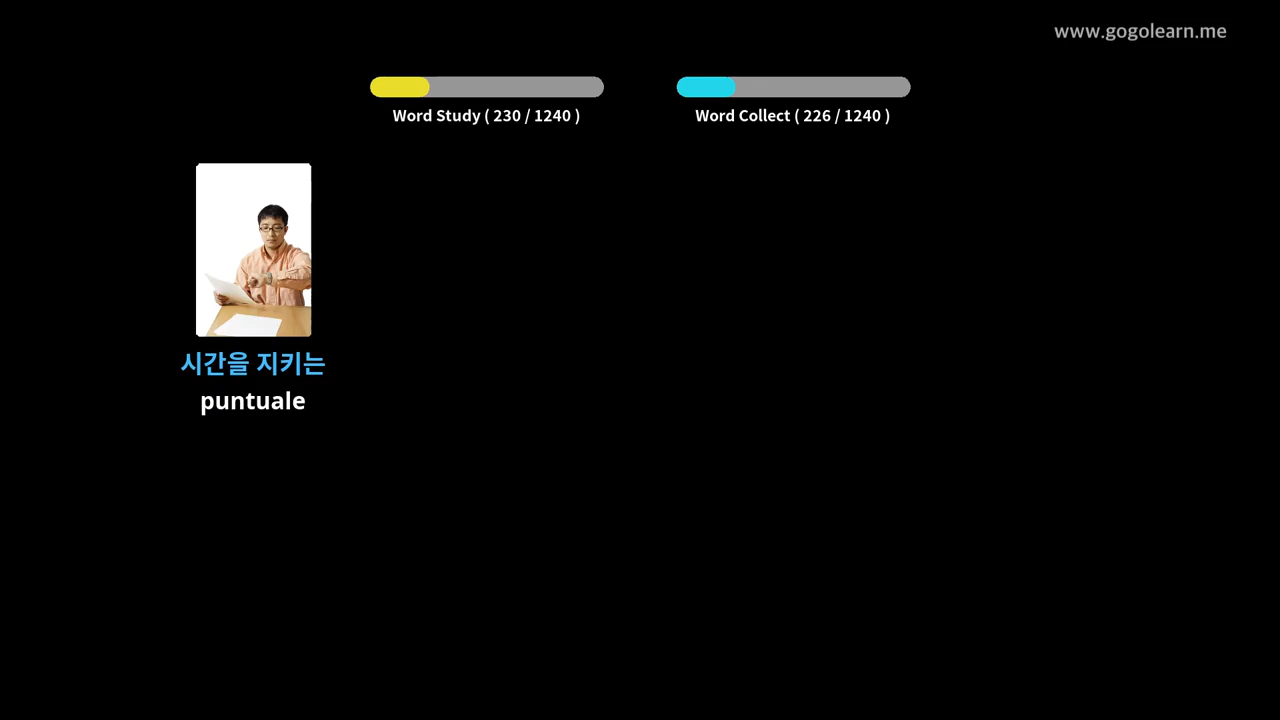 www.gogolearn.me
Word Study ( 230 / 1240 )
Word Collect ( 226 / 1240 )
시간을 지키는
puntuale